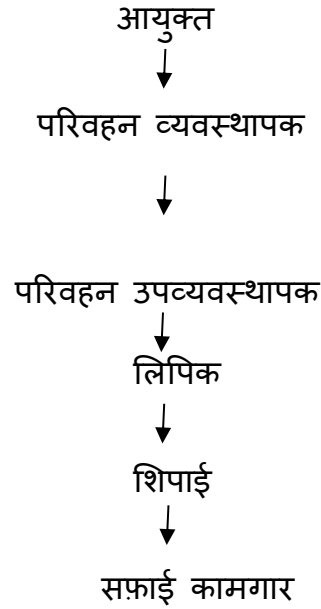 आयुक्त
परिवहन व्यवस्थापक
परिवहन उपव्यवस्थापक
लिपिक
शिपाई
सफ़ाई कामगार